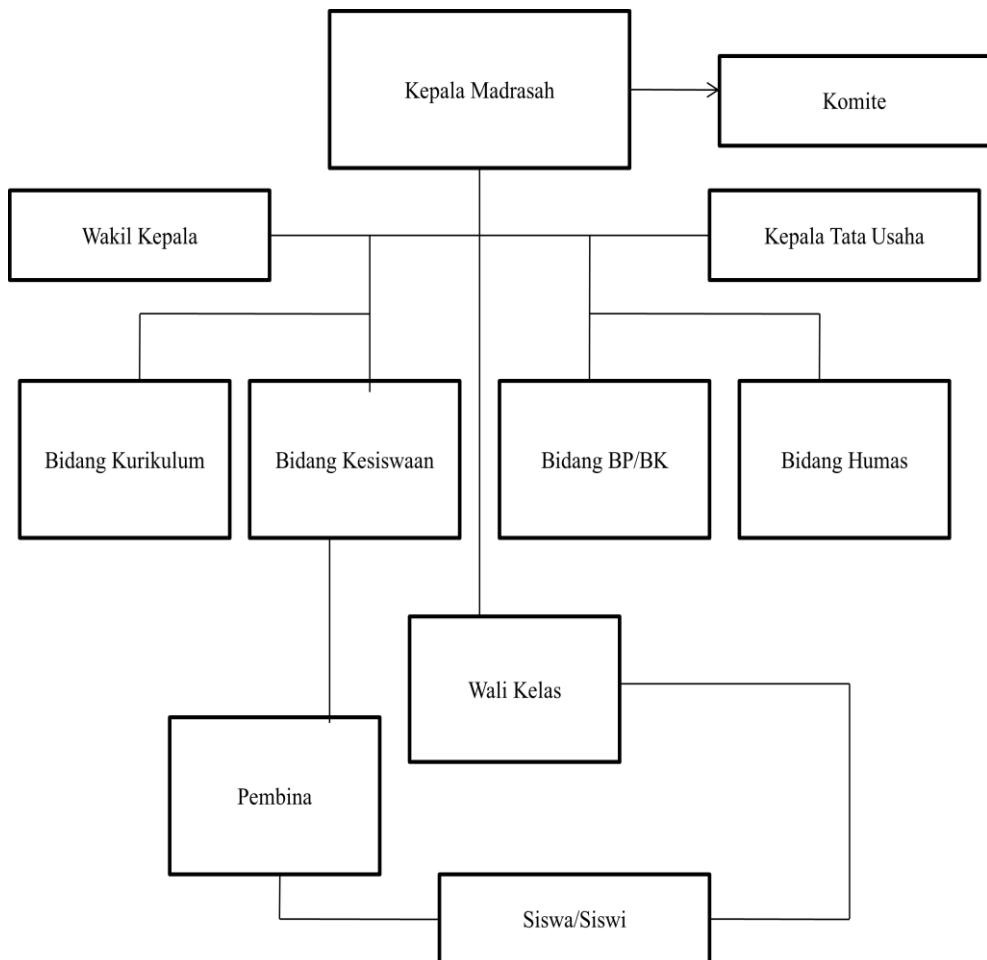 Kepala Madrasah
Komite
Wakil Kepala
Kepala Tata Usaha
Bidang Kurikulum
Bidang Kesiswaan
Bidang BP/BK
Bidang Humas
Wali Kelas
Pembina
Siswa/Siswi